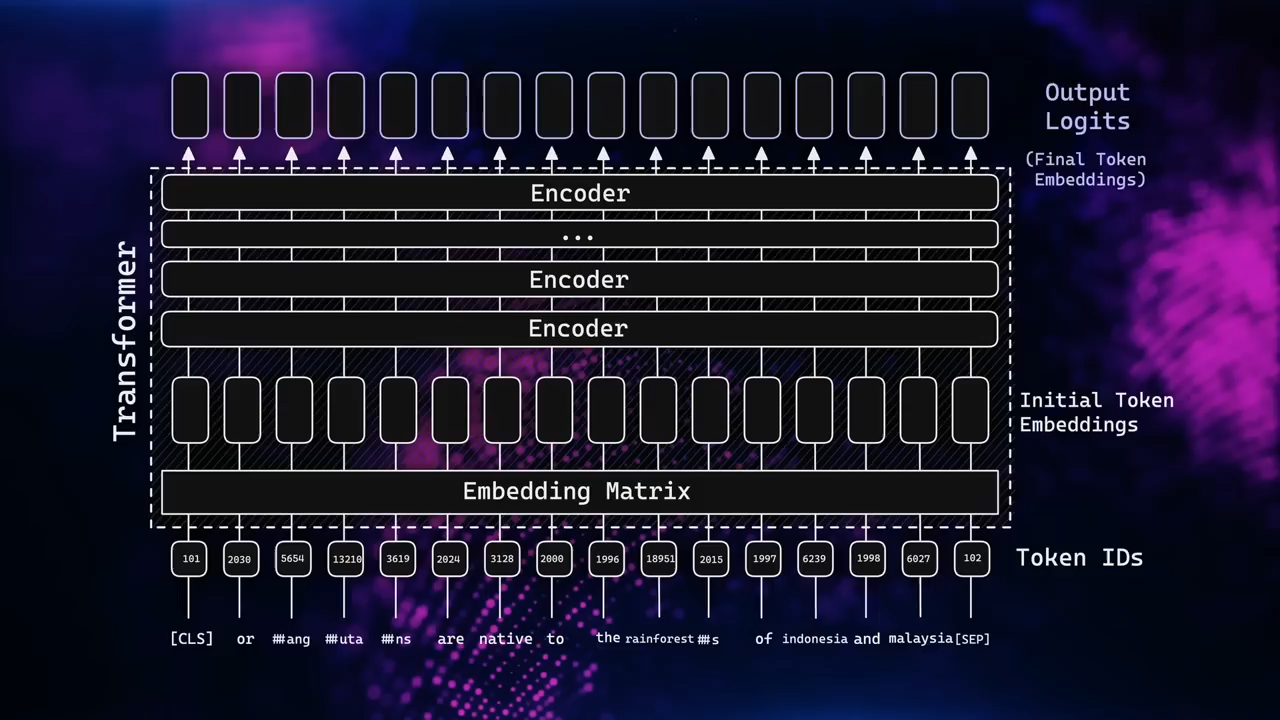 Output
Logits
(Final Token
Embeddings)
Encoder
...
Encoder
Encoder
Transformer
Initial Token
Embeddings
Embedding Matrix
101 2030 5654 13210 3619 2024 3128 2000 1996 18951 2015 1997 6239 1998 6027 102
Token IDs
[CLS] or ##ang ##uta ##ns are native to the rainforest ##s of indonesia and malaysia [SEP]